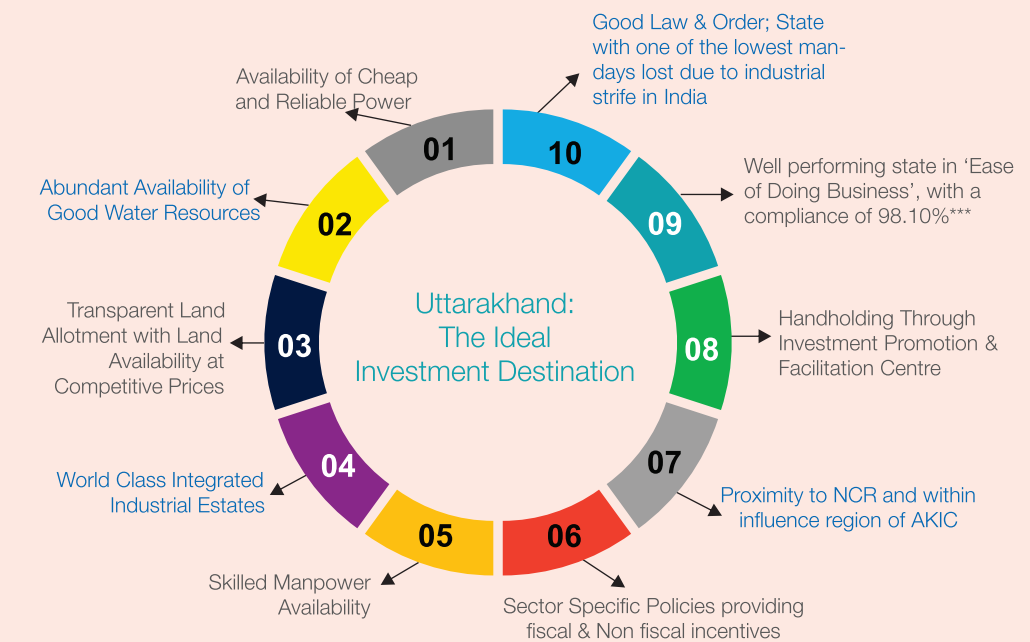 Uttarakhand:
The Ideal
Investment Destination
01
Availability of Cheap
and Reliable Power
02
Abundant Availability of
Good Water Resources
03
Transparent Land
Allotment with Land
Availability at
Competitive Prices
04
World Class Integrated
Industrial Estates
05
Skilled Manpower
Availability
06
Sector Specific Policies providing
fiscal & Non fiscal incentives
07
Proximity to NCR and within
influence region of AKIC
08
Handholding Through
Investment Promotion &
Facilitation Centre
09
Well performing state in ‘Ease
of Doing Business’, with a
compliance of 98.10%***
10
Good Law & Order; State
with one of the lowest man-
days lost due to industrial
strife in India